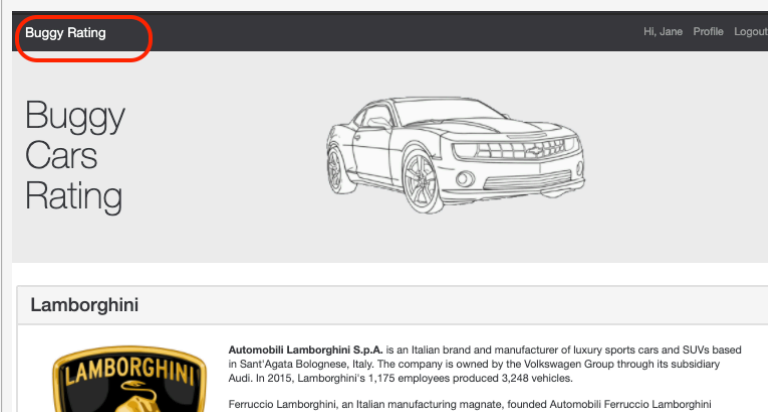 Buggy Rating
Hi, Jane Profile Logout
Buggy
Cars
Rating
Lamborghini
LAMBORGHINI
Automobili Lamborghini S.p.A. is an Italian brand and manufacturer of luxury sports cars and SUVs based
in Sant'Agata Bolognese, Italy. The company is owned by the Volkswagen Group through its subsidiary
Audi. In 2015, Lamborghini's 1,175 employees produced 3,248 vehicles.
Ferruccio Lamborghini, an Italian manufacturing magnate, founded Automobili Ferruccio Lamborghini